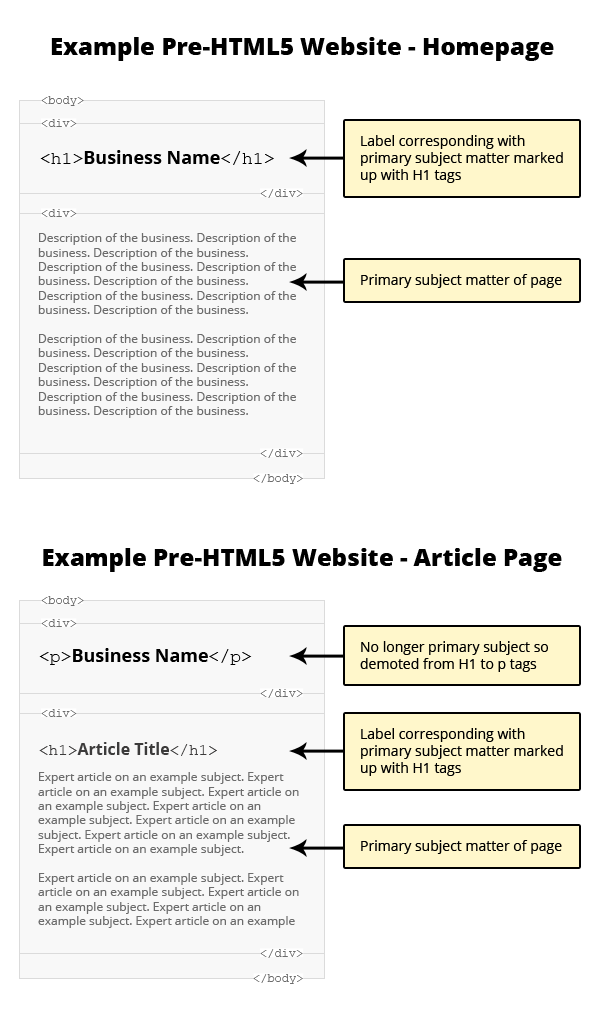 Example Pre-HTML5 Website - Homepage
<body>
<div>
<h1>Business Name</h1>
Label corresponding with
primary subject matter marked
up with H1 tags
</div>
<div>
Description of the business. Description of the
business. Description of the business.
Description of the business. Description of the
business. Description of the business.
Description of the business. Description of the
business. Description of the business.
Primary subject matter of page
Description of the business. Description of the
business. Description of the business.
Description of the business. Description of the
business. Description of the business.
Description of the business. Description of the
business. Description of the business.
</div>
</body>
Example Pre-HTML5 Website - Article Page
<body>
<div>
<p>Business Name</p>
No longer primary subject so
demoted from H1 to p tags
</div>
<div>
<h1>Article Title</h1>
Label corresponding with
primary subject matter marked
up with H1 tags
Expert article on an example subject. Expert
article on an example subject. Expert article on
an example subject. Expert article on an
example subject. Expert article on an example
subject. Expert article on an example subject.
Expert article on an example subject.
Primary subject matter of page
Expert article on an example subject. Expert
article on an example subject. Expert article on
an example subject. Expert article on an
example subject. Expert article on an example
</div>
</body>